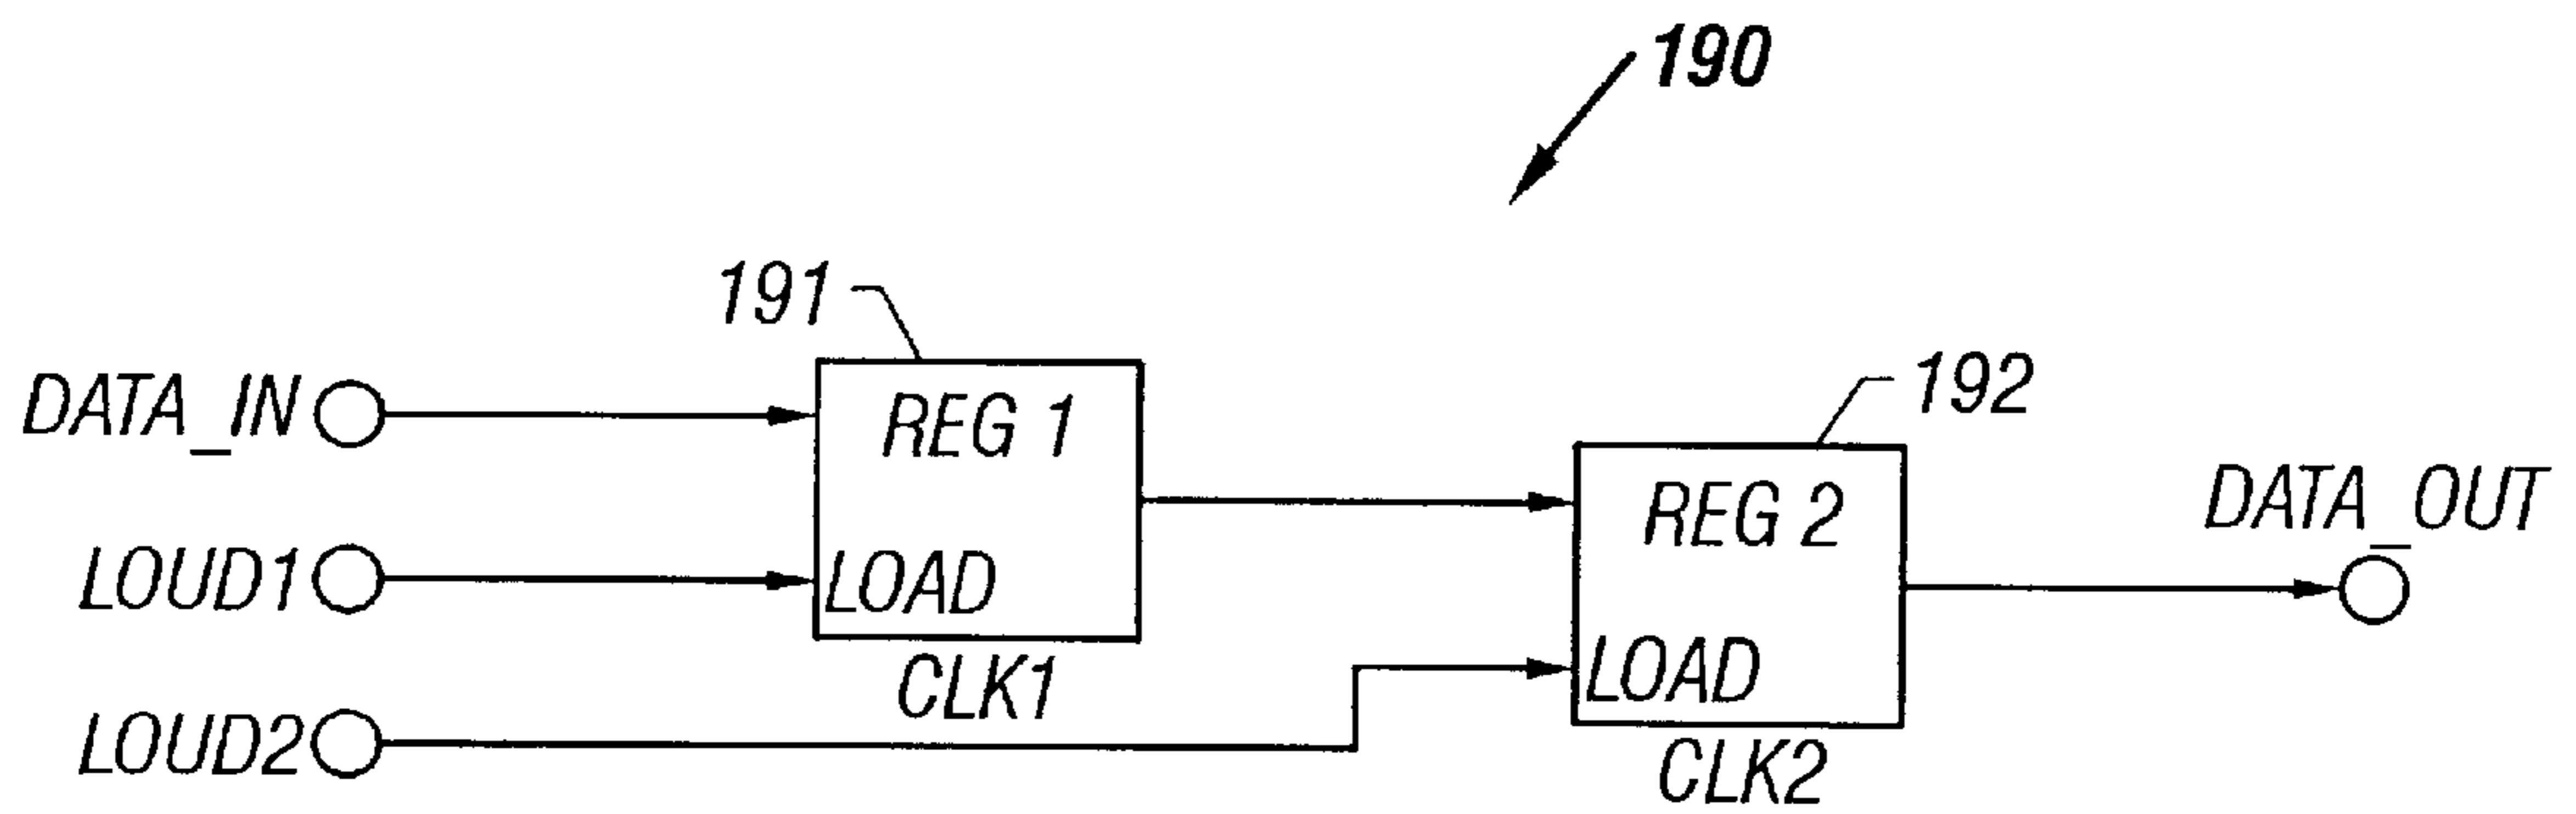 190
191
192
DATA_IN
REG 1
REG 2
DATA_OUT
LOUD1
LOAD
LOAD
CLK1
LOUD2
CLK2